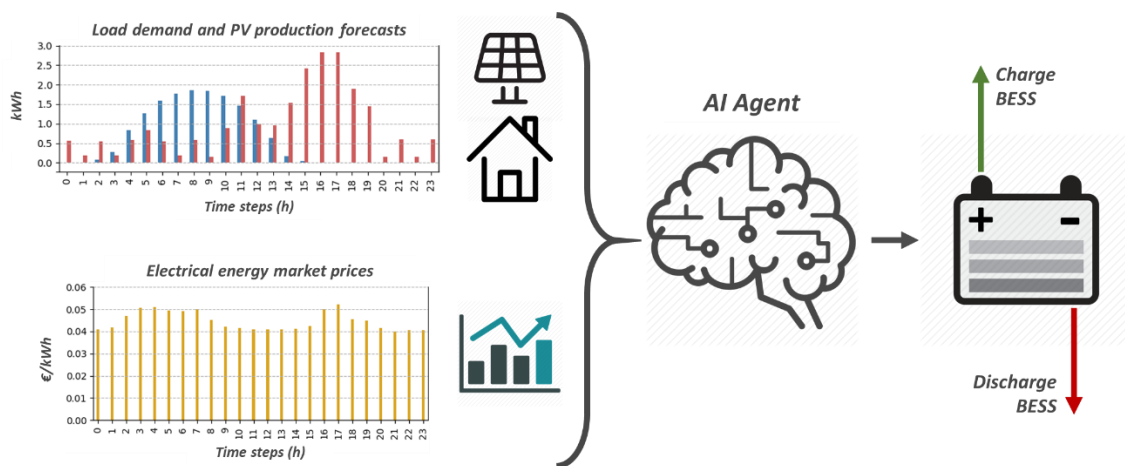 Load demand and PV production forecasts
3.0
2.5
2.0
1.5
1.0
0.5
0.0
kWh
0 1 2 3 4 5 6 7 8 9 10 11 12 13 14 15 16 17 18 19 20 21 22 23
Time steps (h)
Electrical energy market prices
0.06
0.05
0.04
0.03
0.02
0.01
0.00
€/kWh
0 1 2 3 4 5 6 7 8 9 10 11 12 13 14 15 16 17 18 19 20 21 22 23
Time steps (h)
AI Agent
Charge
BESS
+ -
Discharge
BESS